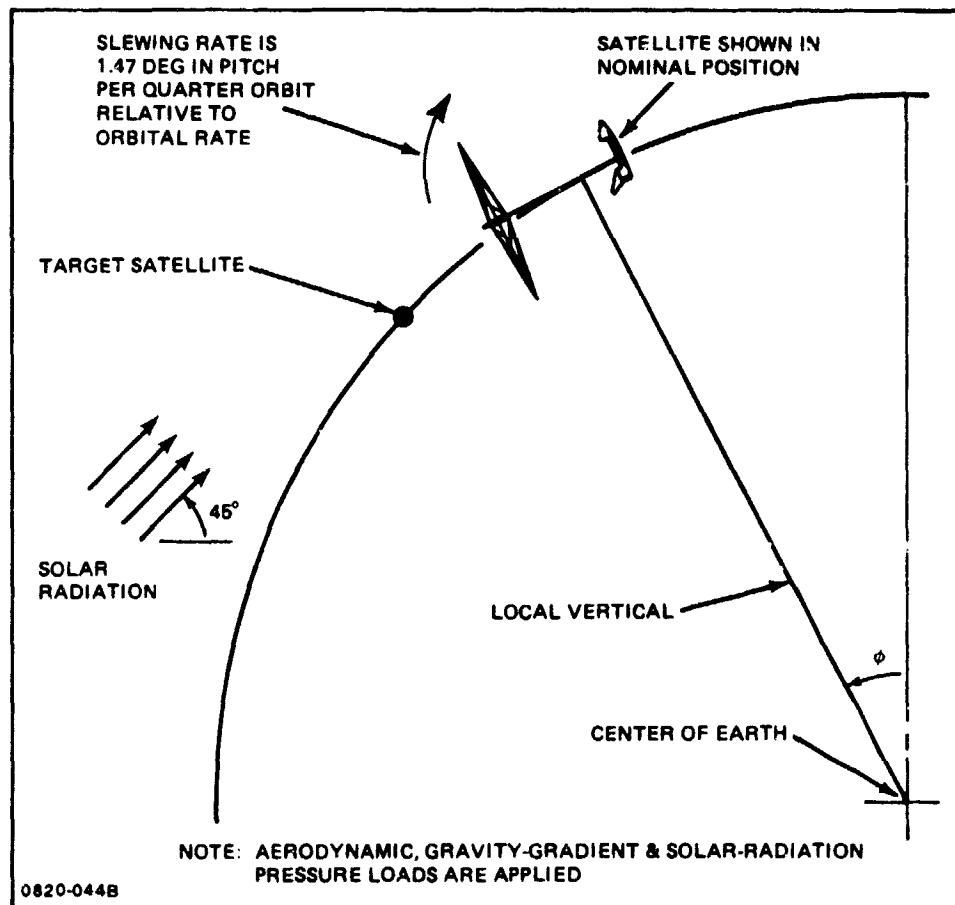 SLEWING RATE IS
1.47 DEG IN PITCH
PER QUARTER ORBIT
RELATIVE TO
ORBITAL RATE
SATELLITE SHOWN IN
NOMINAL POSITION
TARGET SATELLITE
45°
SOLAR
RADIATION
LOCAL VERTICAL
ϕ
CENTER OF EARTH
NOTE: AERODYNAMIC, GRAVITY-GRADIENT & SOLAR-RADIATION
PRESSURE LOADS ARE APPLIED
0820-044B